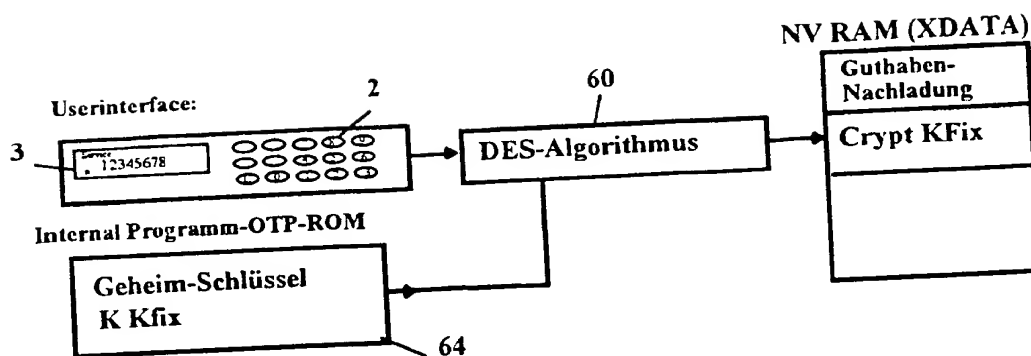 NV RAM (XDATA)
Guthaben-
Nachladung
Crypt KFix
60
DES-Algorithmus
Userinterface:
2
3
Service
12345678
Internal Programm-OTP-ROM
Geheim-Schlüssel
K Kfix
64